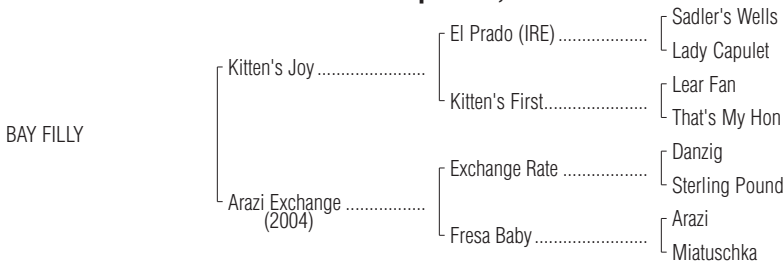 Sadler's Wells
El Prado (IRE) ...................
Lady Capulet
Kitten's Joy .......................
Lear Fan
Kitten's First......................
That's My Hon
BAY FILLY
Danzig
Exchange Rate ..................
Sterling Pound
Arazi Exchange .................
(2004)
Arazi
Fresa Baby ........................
Miatuschka